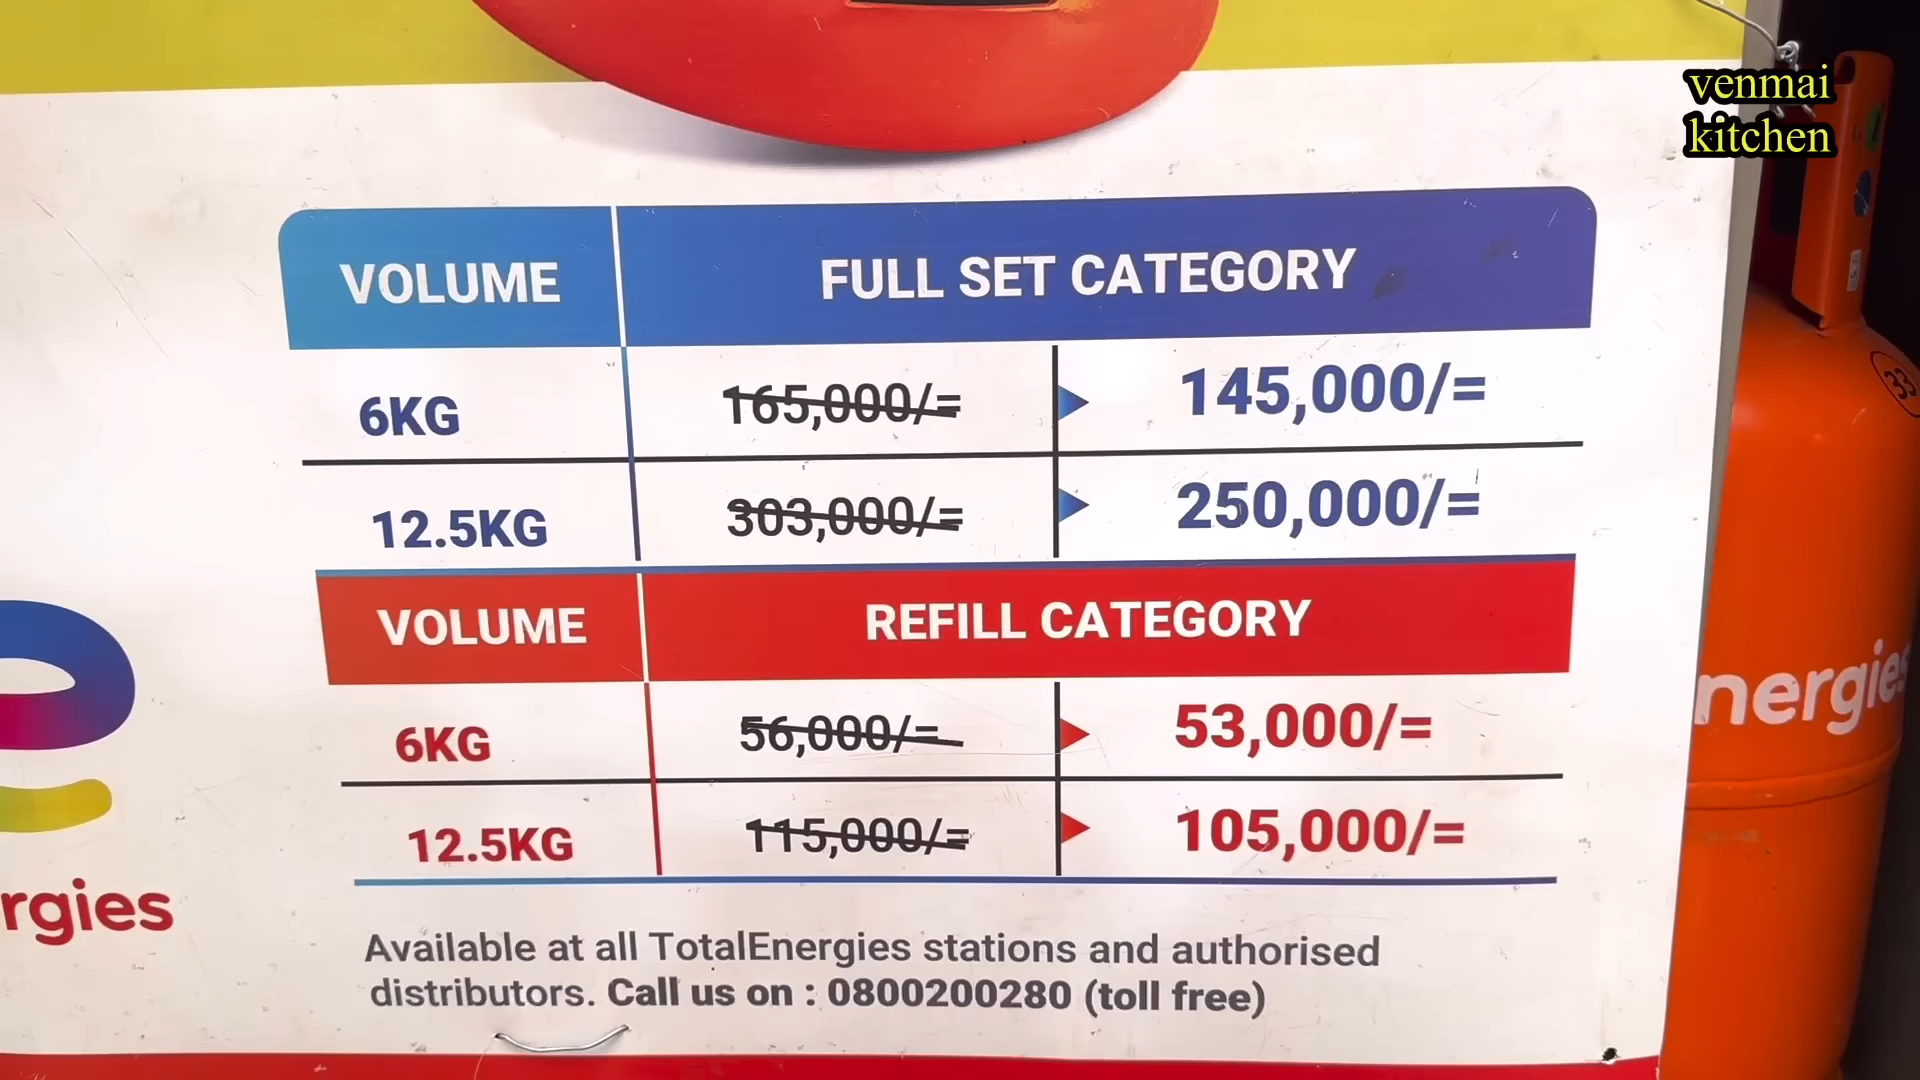 venmai
kitchen
VOLUME FULL SET CATEGORY
6KG 165,000/= 145,000/=
12.5KG 303,000/= 250,000/=
VOLUME REFILL CATEGORY
6KG 56,000/= 53,000/=
12.5KG 115,000/= 105,000/=
Available at all TotalEnergies stations and authorised
distributors. Call us on : 0800200280 (toll free)
rgies
nergies
33